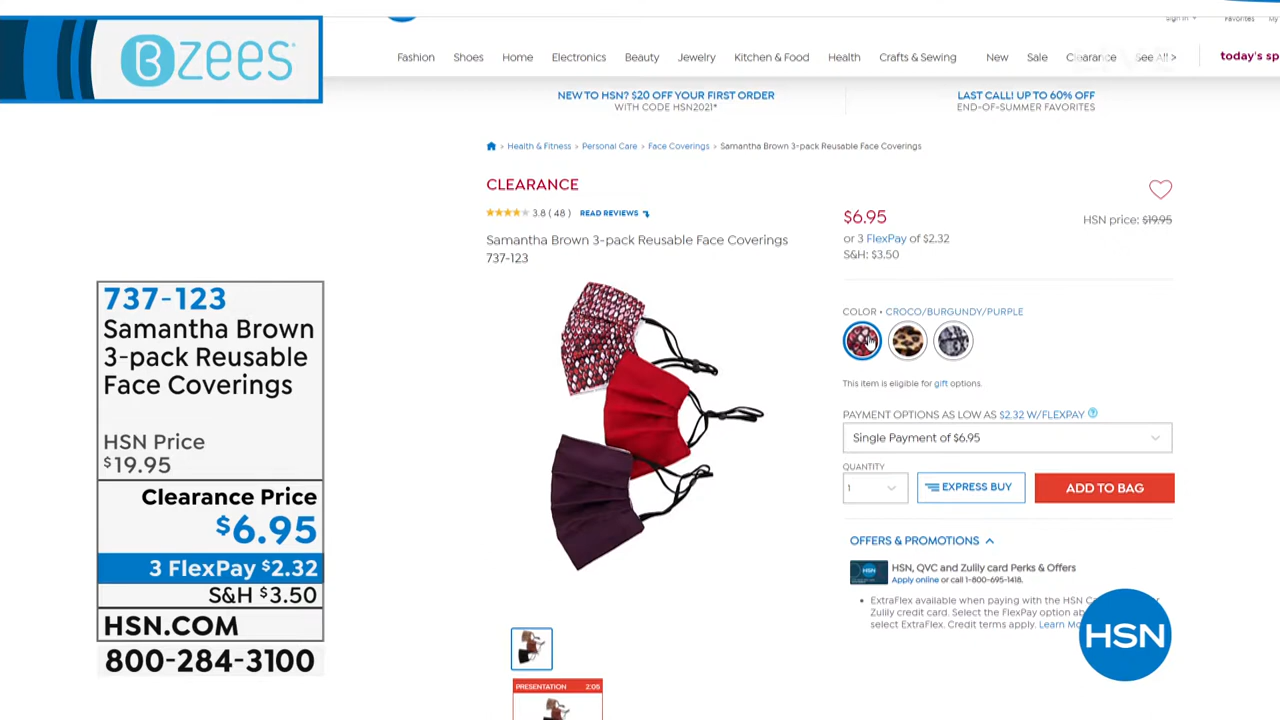 Bzees
sign in
Favorites
My
Fashion
Shoes
Home
Electronics
Beauty
Jewelry
Kitchen & Food
Health
Crafts & Sewing
New
Sale
Clearance
See All >
today's sp
NEW TO HSN? $20 OFF YOUR FIRST ORDER
WITH CODE HSN2021*
LAST CALL! UP TO 60% OFF
END-OF-SUMMER FAVORITES
> Health & Fitness > Personal Care > Face Coverings > Samantha Brown 3-pack Reusable Face Coverings
CLEARANCE
3.8 ( 48 ) READ REVIEWS
Samantha Brown 3-pack Reusable Face Coverings
737-123
$6.95
HSN price: $19.95
or 3 FlexPay of $2.32
S&H: $3.50
COLOR • CROCO/BURGUNDY/PURPLE
This item is eligible for gift options.
PAYMENT OPTIONS AS LOW AS $2.32 W/FLEXPAY ?
Single Payment of $6.95
QUANTITY
1
EXPRESS BUY
ADD TO BAG
OFFERS & PROMOTIONS
HSN
HSN, QVC and Zulily card Perks & Offers
Apply online or call 1-800-695-1418.
• ExtraFlex available when paying with the HSN
Zulily credit card. Select the FlexPay option
select ExtraFlex. Credit terms apply. Learn
HSN
PRESENTATION 2:05
737-123
Samantha Brown
3-pack Reusable
Face Coverings
HSN Price
$19.95
Clearance Price
$6.95
3 FlexPay $2.32
S&H $3.50
HSN.COM
800-284-3100